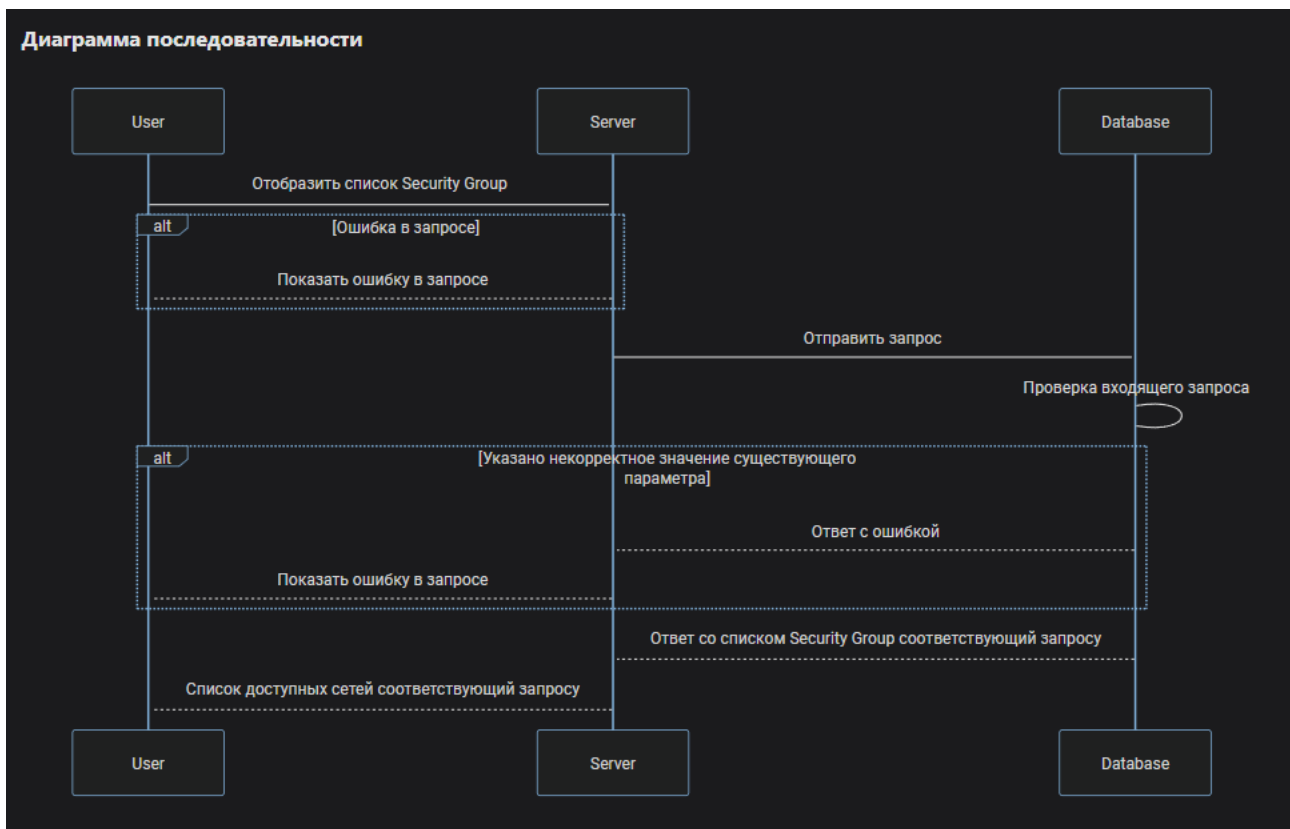 Диаграмма последовательности
User
Server
Database
Отобразить список Security Group
alt
[Ошибка в запросе]
Показать ошибку в запросе
Отправить запрос
Проверка входящего запроса
alt
[Указано некорректное значение существующего
параметра]
Ответ с ошибкой
Показать ошибку в запросе
Ответ со списком Security Group соответствующий запросу
Список доступных сетей соответствующий запросу
User
Server
Database